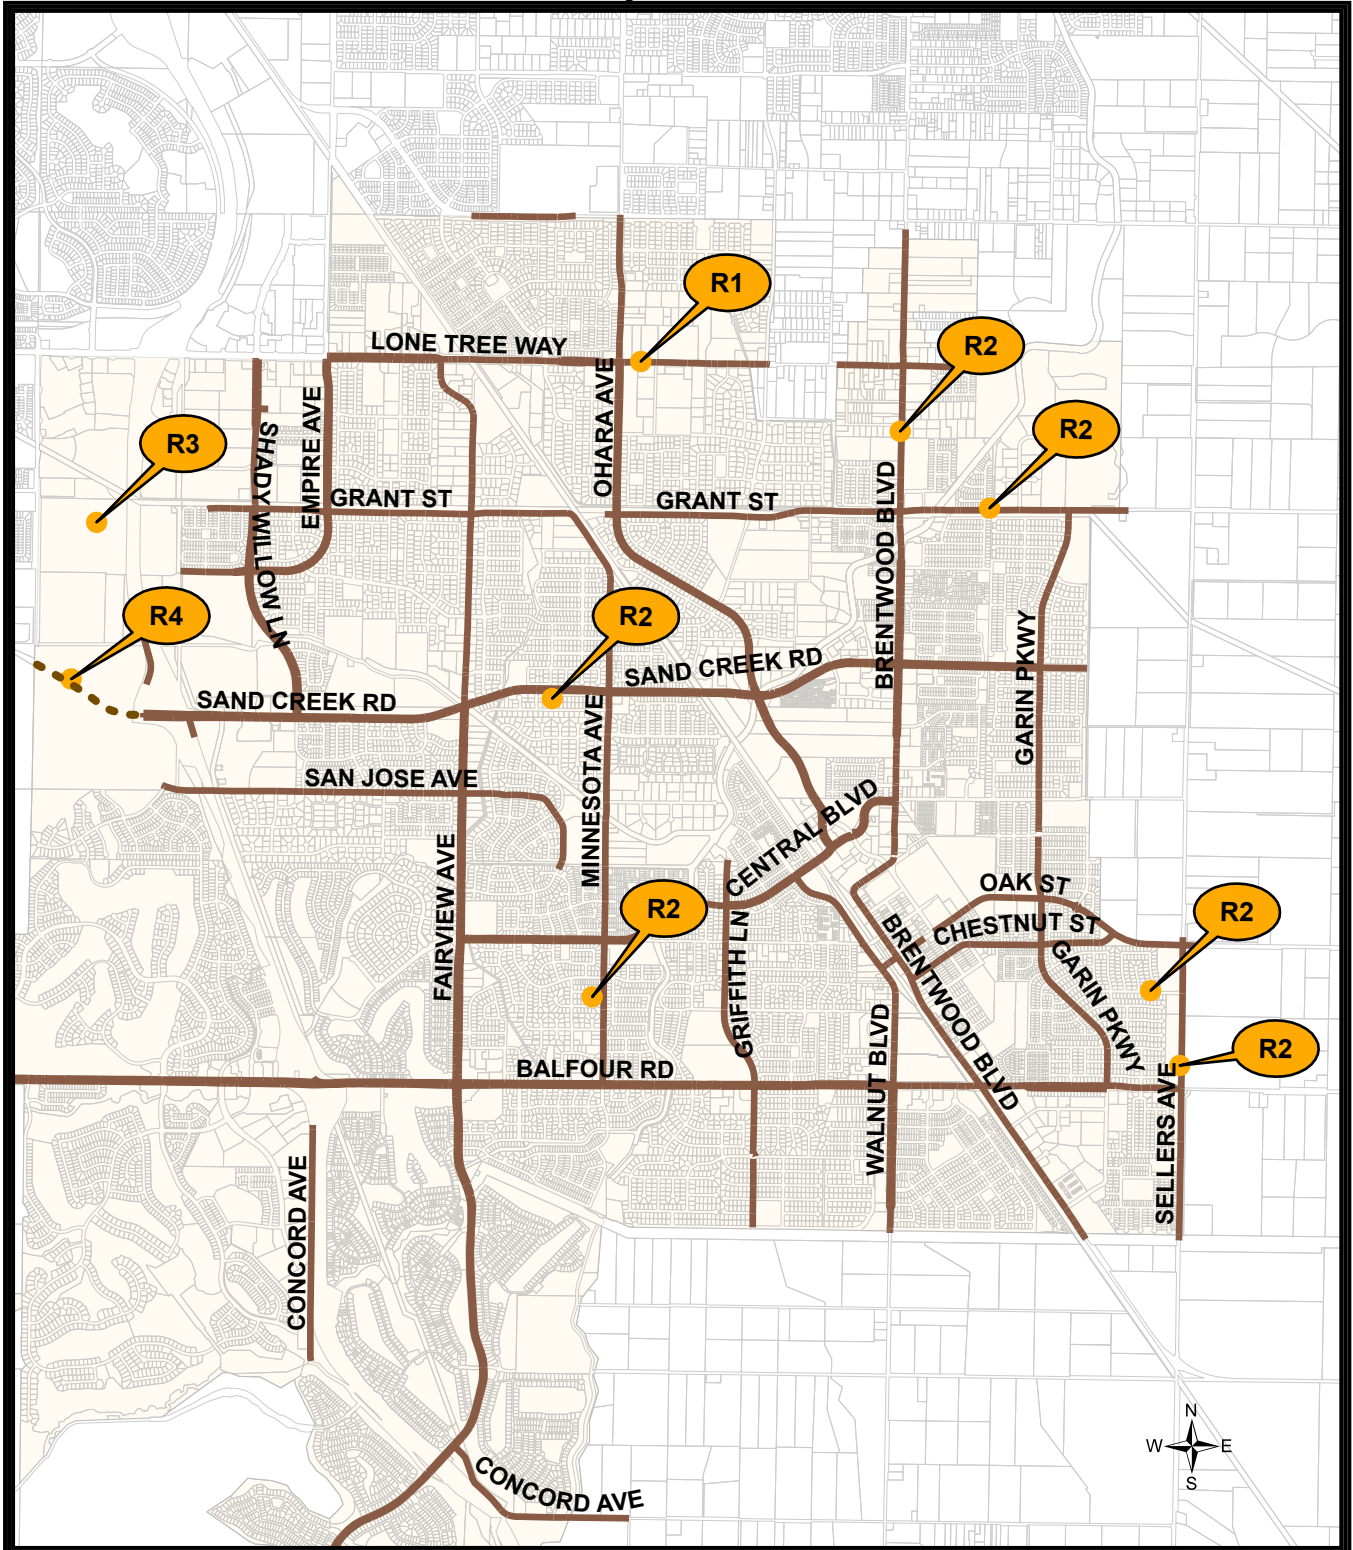 R1
LONE TREE WAY
R2
OHARA AVE
EMPIRE AVE
R3
SHADY WILLOW LN
R2
GRANT ST
GRANT ST
BRENTWOOD BLVD
R4
R2
GARIN PKWY
SAND CREEK RD
SAND CREEK RD
MINNESOTA AVE
SAN JOSE AVE
CENTRAL BLVD
FAIRVIEW AVE
OAK ST
R2
R2
CHESTNUT ST
GRIFFITH LN
BRENTWOOD BLVD
GARIN PKWY
WALNUT BLVD
R2
BALFOUR RD
SELLERS AVE
CONCORD AVE
N
W
E
S
CONCORD AVE